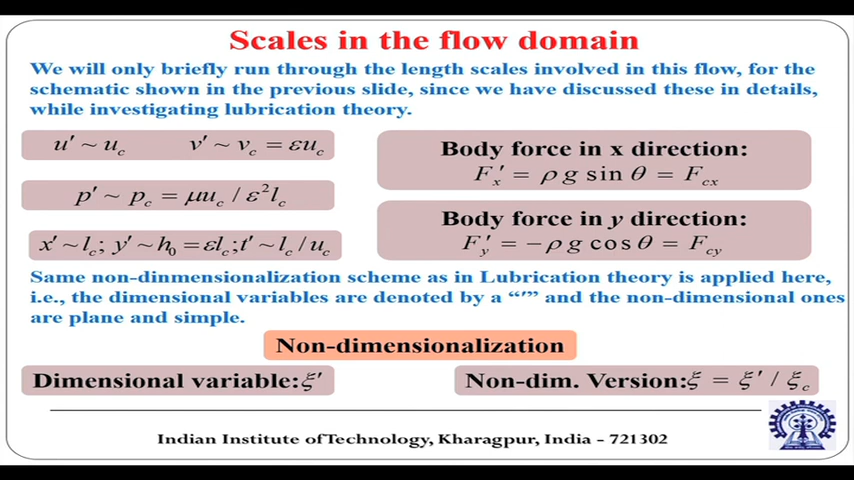 Scales in the flow domain
We will only briefly run through the length scales involved in this flow, for the
schematic shown in the previous slide, since we have discussed these in details,
while investigating lubrication theory.
u′ ~ u_c v′ ~ v_c = εu_c
p′ ~ p_c = μu_c / ε²l_c
x′ ~ l_c; y′ ~ h₀ = εl_c; t′ ~ l_c / u_c
Body force in x direction:
F_x′ = ρ g sin θ = F_cx
Body force in y direction:
F_y′ = −ρ g cos θ = F_cy
Same non-dinmensionalization scheme as in Lubrication theory is applied here,
i.e., the dimensional variables are denoted by a “′” and the non-dimensional ones
are plane and simple.
Non-dimensionalization
Dimensional variable: ξ′
Non-dim. Version: ξ = ξ′ / ξ_c
Indian Institute of Technology, Kharagpur, India - 721302